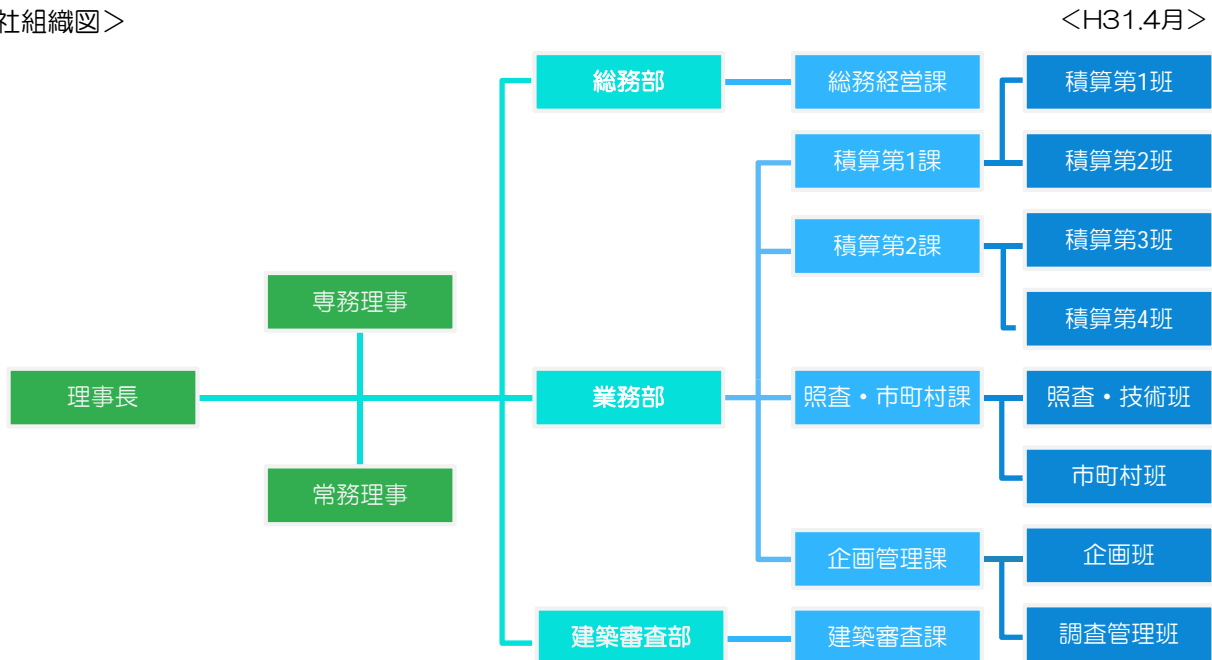 社組織図＞
＜H31.4月＞
総務部
総務経営課
積算第1班
積算第1課
積算第2班
積算第2課
積算第3班
専務理事
積算第4班
理事長
業務部
照査・市町村課
照査・技術班
常務理事
市町村班
企画管理課
企画班
建築審査部
建築審査課
調査管理班